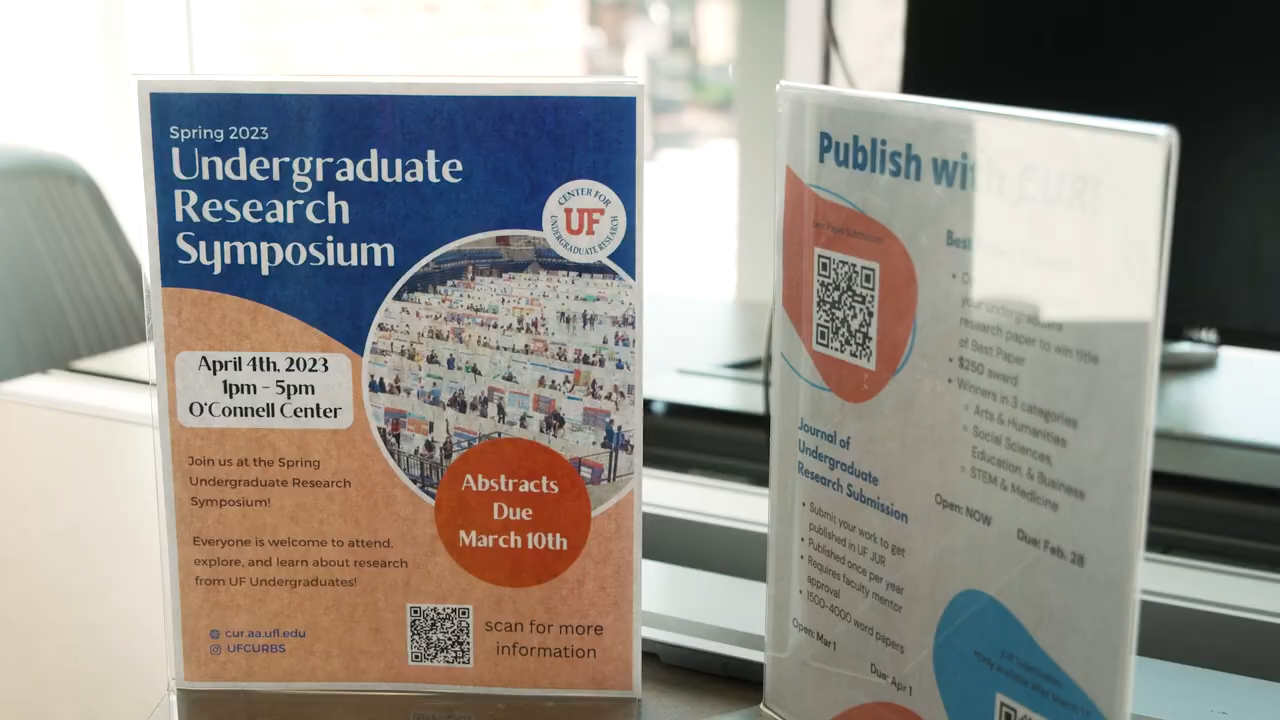 Spring 2023
Undergraduate
Research
Symposium
CENTER FOR
UF
UNDERGRADUATE RESEARCH
April 4th, 2023
1pm - 5pm
O'Connell Center
Join us at the Spring
Undergraduate Research
Symposium!
Everyone is welcome to attend,
explore, and learn about research
from UF Undergraduates!
Abstracts
Due
March 10th
cur.aa.ufl.edu
UFCURBS
scan for more
information
Publish with JUR!
Best
your undergraduate
research paper to win title
of Best Paper
• $250 award
• Winners in 3 categories
Arts & Humanities
Social Sciences,
Education, & Business
STEM & Medicine
Open: NOW
Due: Feb. 28
Journal of
Undergraduate
Research Submission
• Submit your work to get
published in UF JUR
• Published once per year
• Requires faculty mentor
approval
• 1500-4000 word papers
Open: Mar 1
Due: Apr 1